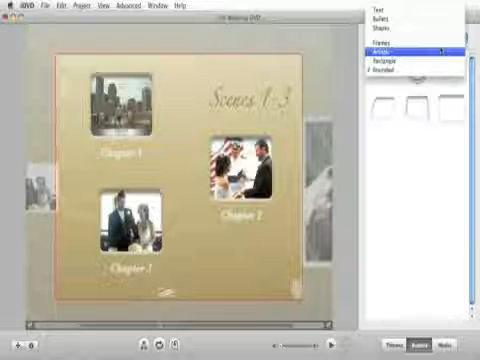 iDVD File Edit Project View Advanced Window Help
Text
Bullets
Shapes
Frames
Artistic
Rectangle
Rounded
Scenes 1-3
Chapter 1
Chapter 2
Chapter 3
Themes Buttons Media